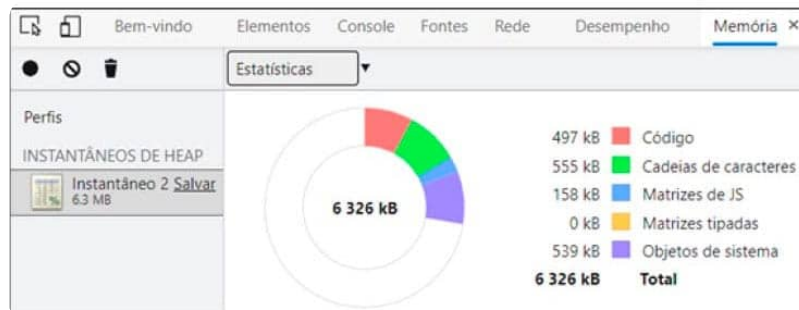 Bem-vindo Elementos Console Fontes Rede Desempenho Memória ×
Estatísticas ▼
Perfis
INSTANTÂNEOS DE HEAP
Instantâneo 2 Salvar
6.3 MB
6 326 kB
497 kB Código
555 kB Cadeias de caracteres
158 kB Matrizes de JS
0 kB Matrizes tipadas
539 kB Objetos de sistema
6 326 kB Total